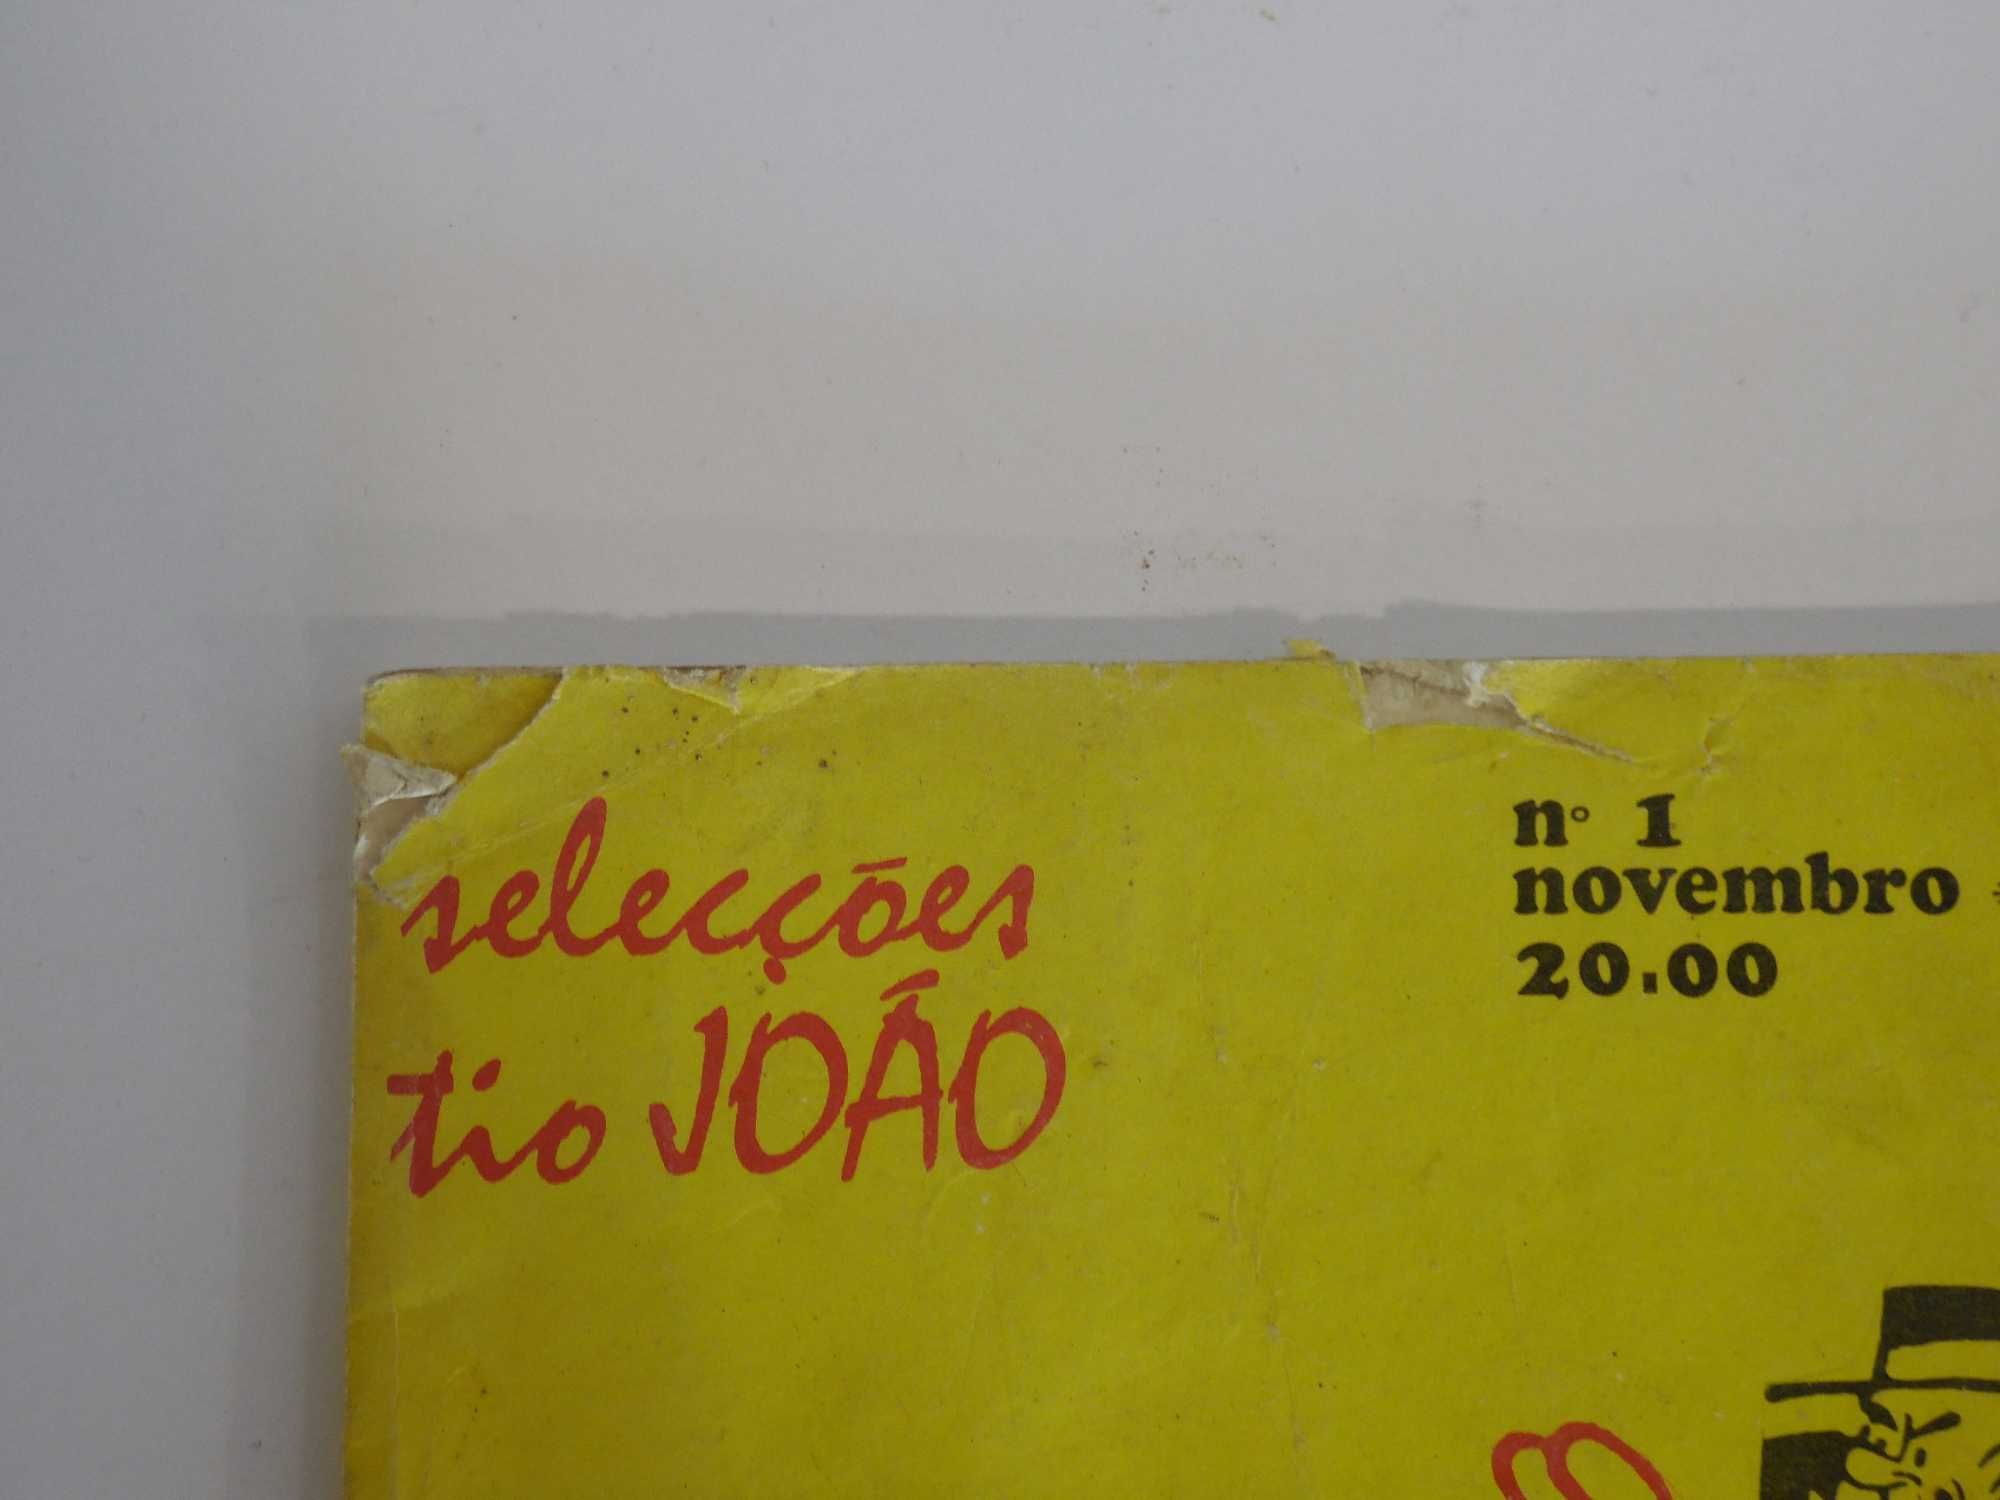 selecções
tio JOÃO
nº 1
novembro
20.00